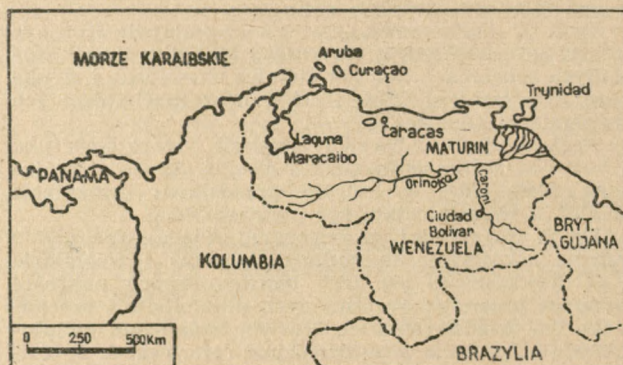 MORZE KARAIBSKIE
Aruba
Curaçao
Trynidad
Laguna
Maracaibo
Caracas
MATURIN
PANAMA
Orinoko
Caroni
Ciudad
Bolivar
BRYT.
GUJANA
WENEZUELA
KOLUMBIA
0 250 500Km
BRAZYLIA